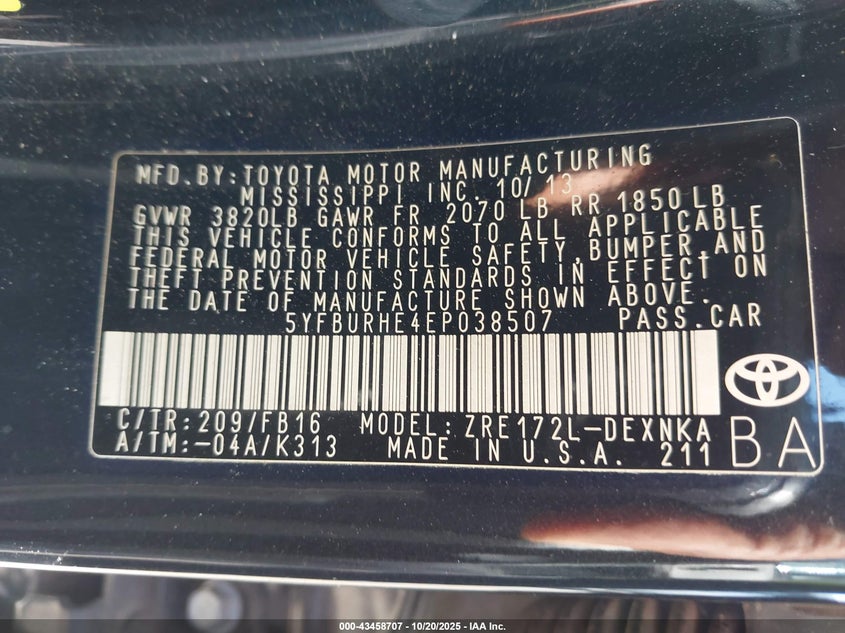 MFD.BY:TOYOTA MOTOR MANUFACTURING
MISSISSIPPI INC. 10/13
GVWR 3820LB GAWR FR 2070 LB RR 1850LB
THIS VEHICLE CONFORMS TO ALL APPLICABLE
FEDERAL MOTOR VEHICLE SAFETY,BUMPER,AND
THEFT PREVENTION STANDARDS IN EFFECT ON
THE DATE OF MANUFACTURE SHOWN ABOVE.
5YFBURHE4EP038507 PASS.CAR
C/TR:209/FB16 MODEL:ZRE172L-DEXNKA
A/TM:-04A/K313 MADE IN U.S.A. 211
BA
000-43458707 - 10/20/2025 - IAA Inc.